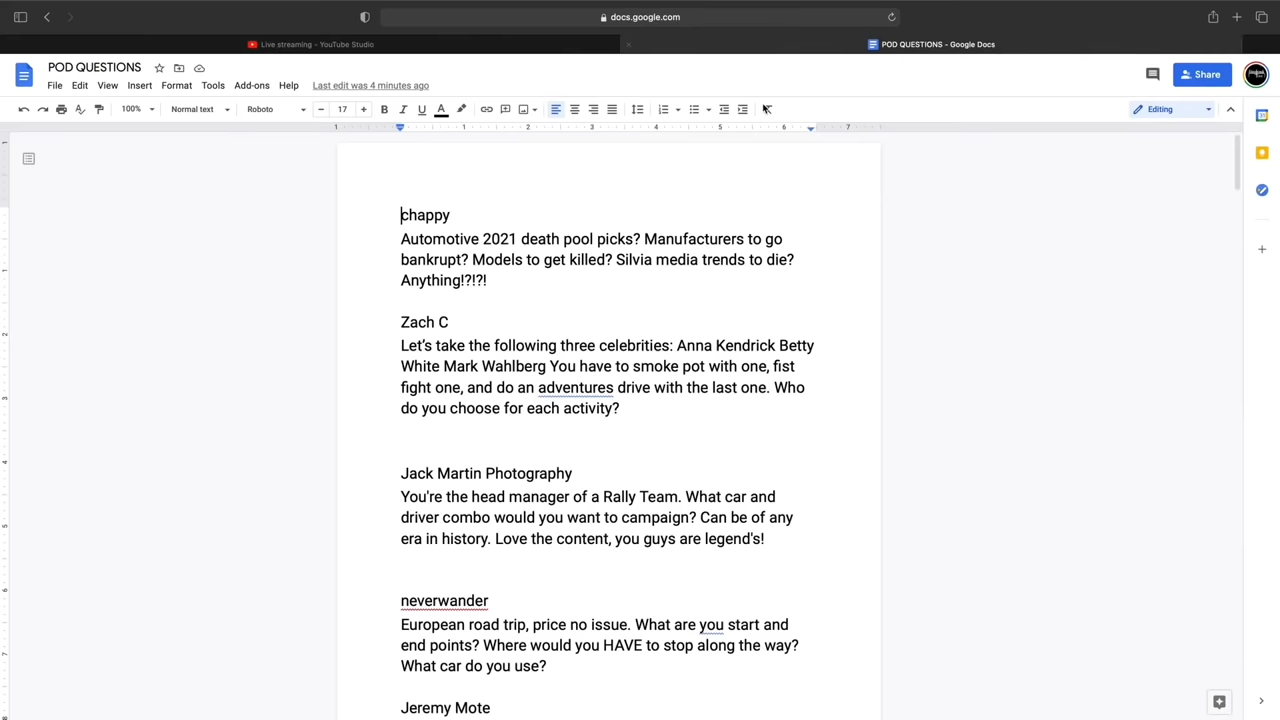 docs.google.com
Live streaming – YouTube Studio
POD QUESTIONS - Google Docs
POD QUESTIONS
File Edit View Insert Format Tools Add-ons Help Last edit was 4 minutes ago
Share
100% Normal text Roboto 17 Editing
1 1 2 3 4 5 6 7
chappy
Automotive 2021 death pool picks? Manufacturers to go
bankrupt? Models to get killed? Silvia media trends to die?
Anything!?!?!
Zach C
Let's take the following three celebrities: Anna Kendrick Betty
White Mark Wahlberg You have to smoke pot with one, fist
fight one, and do an adventures drive with the last one. Who
do you choose for each activity?
Jack Martin Photography
You're the head manager of a Rally Team. What car and
driver combo would you want to campaign? Can be of any
era in history. Love the content, you guys are legend's!
neverwander
European road trip, price no issue. What are you start and
end points? Where would you HAVE to stop along the way?
What car do you use?
Jeremy Mote